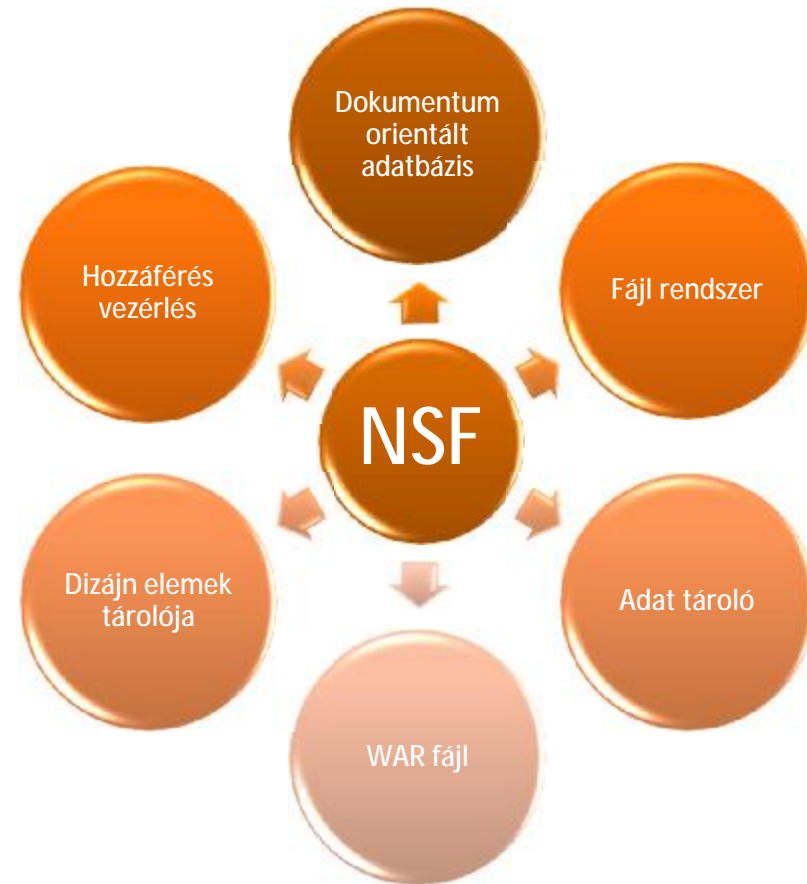 Dokumentum
orientált
adatbázis
Hozzáférés
vezérlés
Fájl rendszer
NSF
Dizájn elemek
tárolója
Adat tároló
WAR fájl